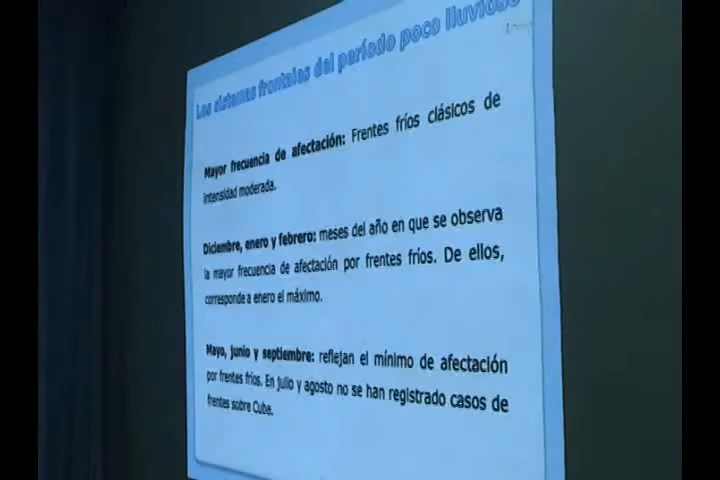 Los sistemas frontales del período poco lluvioso
Mayor frecuencia de afectación: Frentes fríos clásicos de
intensidad moderada.
Diciembre, enero y febrero: meses del año en que se observa
la mayor frecuencia de afectación por frentes fríos. De ellos,
corresponde a enero el máximo.
Mayo, junio y septiembre: reflejan el mínimo de afectación
por frentes fríos. En julio y agosto no se han registrado casos de
frentes sobre Cuba.